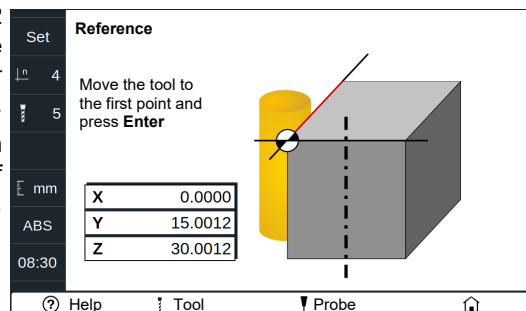 Set
n 4
5
mm
ABS
08:30
Reference
Move the tool to
the first point and
press Enter
X 0.0000
Y 15.0012
Z 30.0012
? Help
Tool
Probe